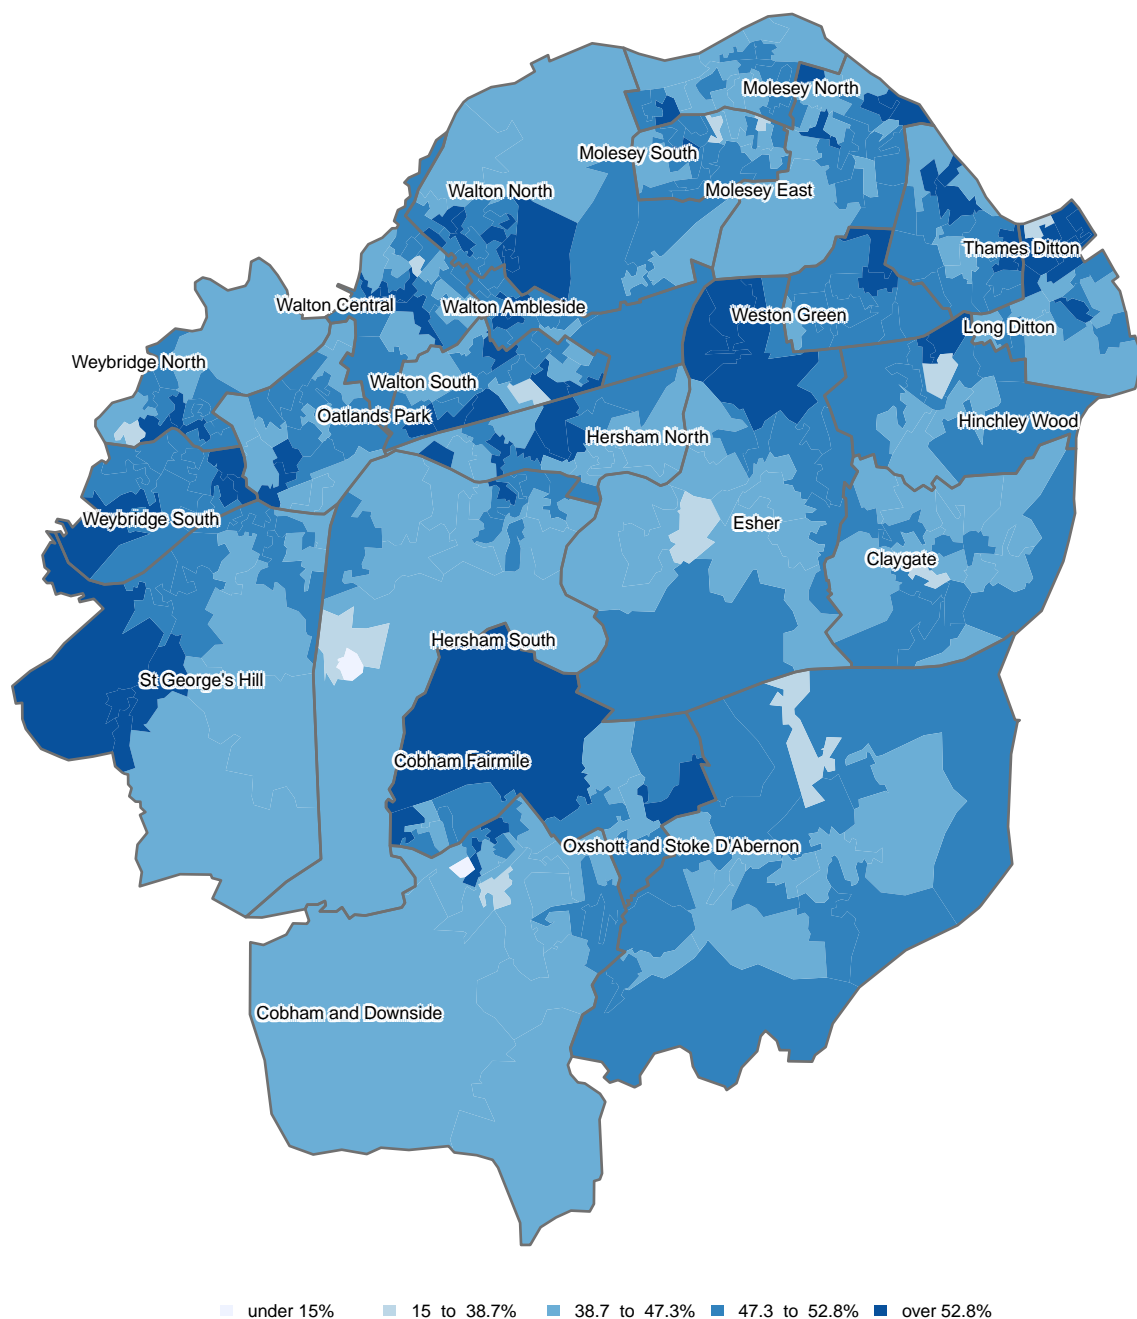 Molesey North
Molesey South
Molesey East
Walton North
Thames Ditton
Walton Central
Walton Ambleside
Weston Green
Long Ditton
Weybridge North
Walton South
Oatlands Park
Hinchley Wood
Hersham North
Weybridge South
Esher
Claygate
Hersham South
St George's Hill
Cobham Fairmile
Oxshott and Stoke D'Abernon
Cobham and Downside
under 15% 15 to 38.7% 38.7 to 47.3% 47.3 to 52.8% over 52.8%